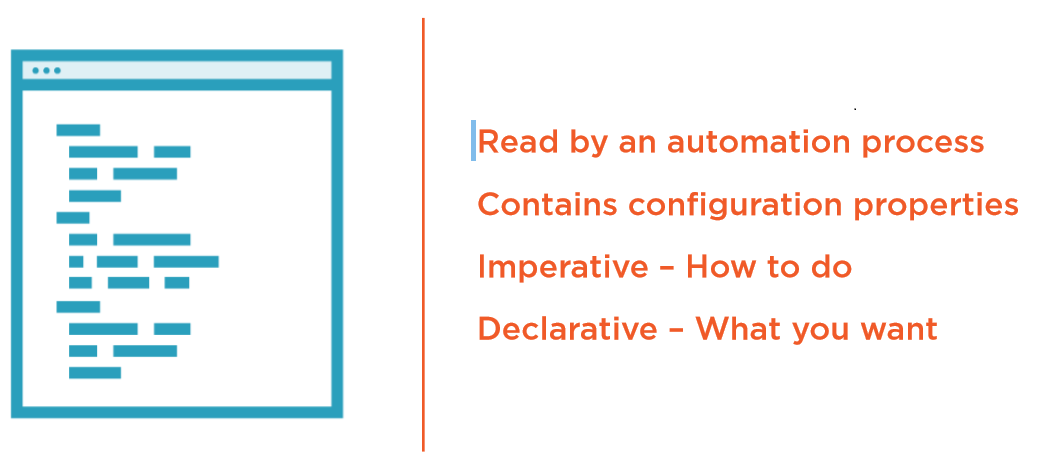 Read by an automation process
Contains configuration properties
Imperative – How to do
Declarative – What you want